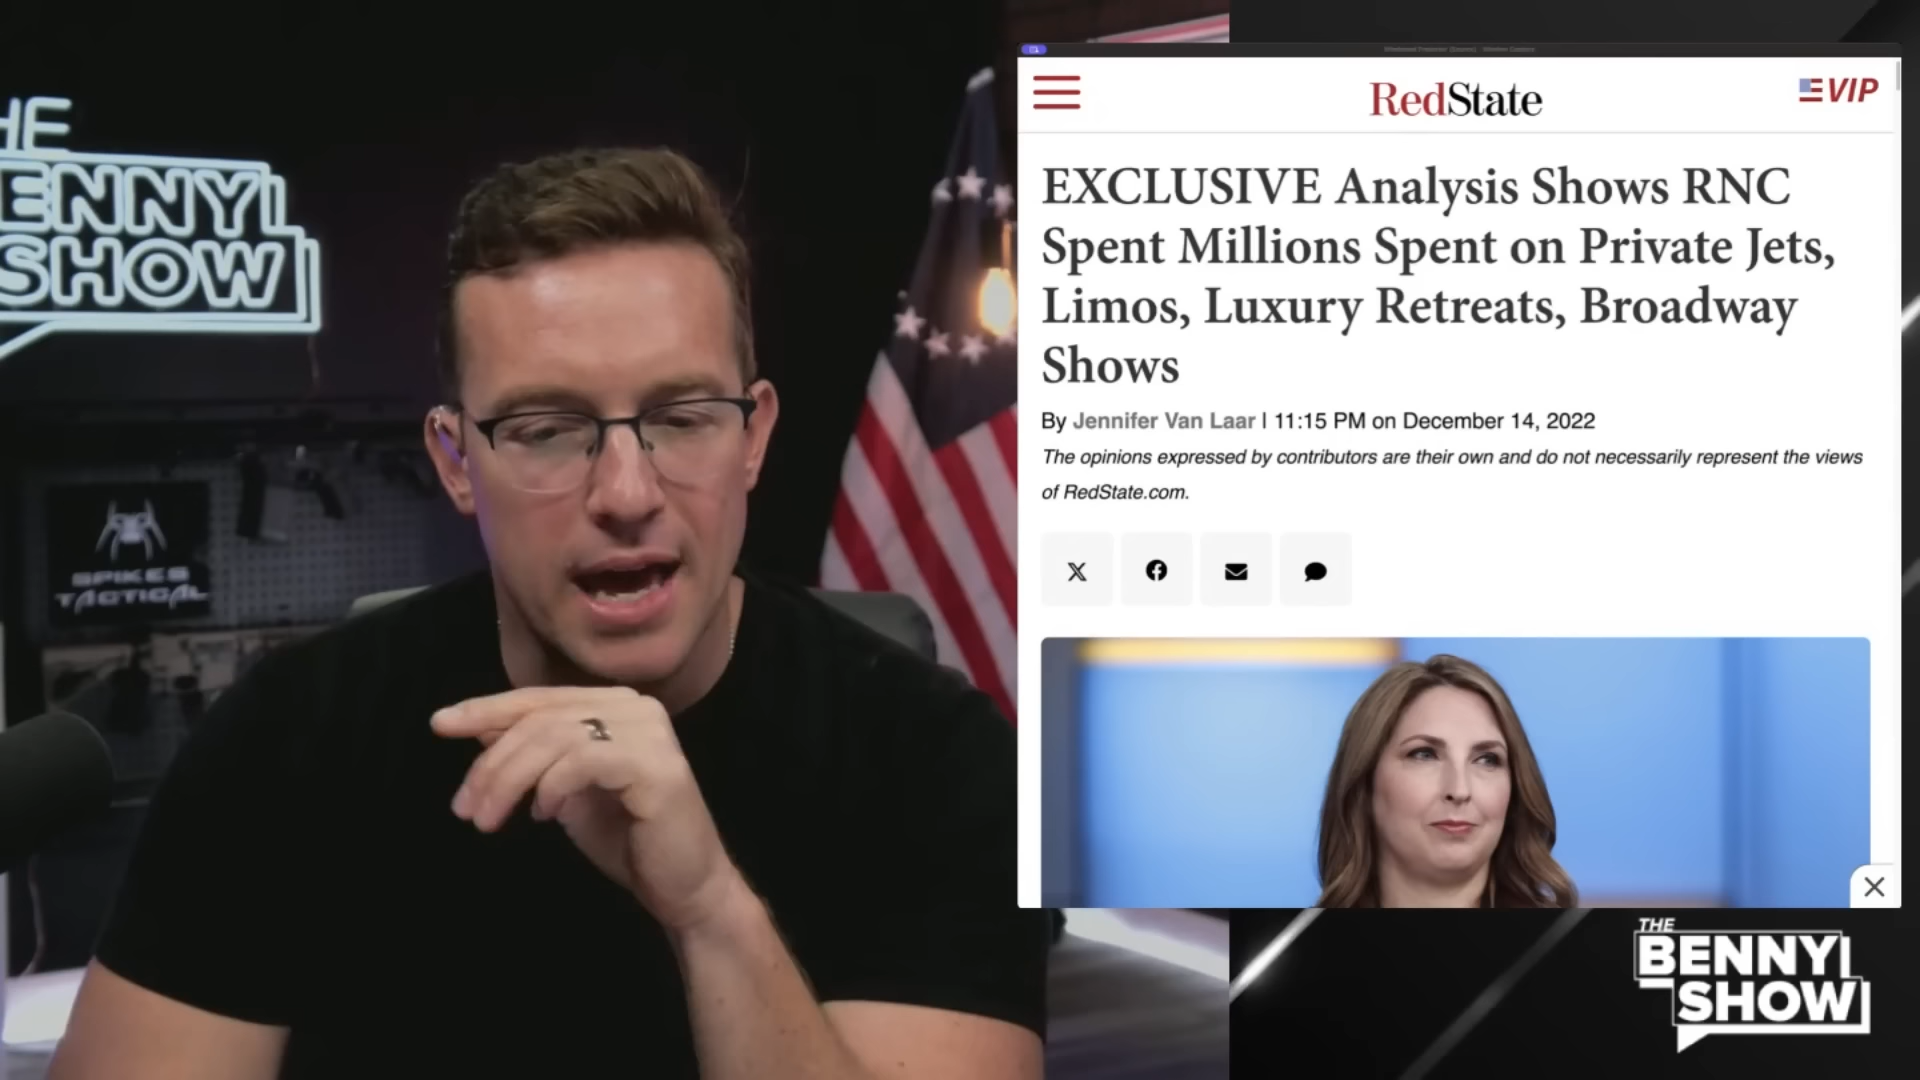 HE
ENNY
SHOW
SPIKES
TACTICAL
RedState
VIP
EXCLUSIVE Analysis Shows RNC
Spent Millions Spent on Private Jets,
Limos, Luxury Retreats, Broadway
Shows
By Jennifer Van Laar | 11:15 PM on December 14, 2022
The opinions expressed by contributors are their own and do not necessarily represent the views
of RedState.com.
THE
BENNY
SHOW